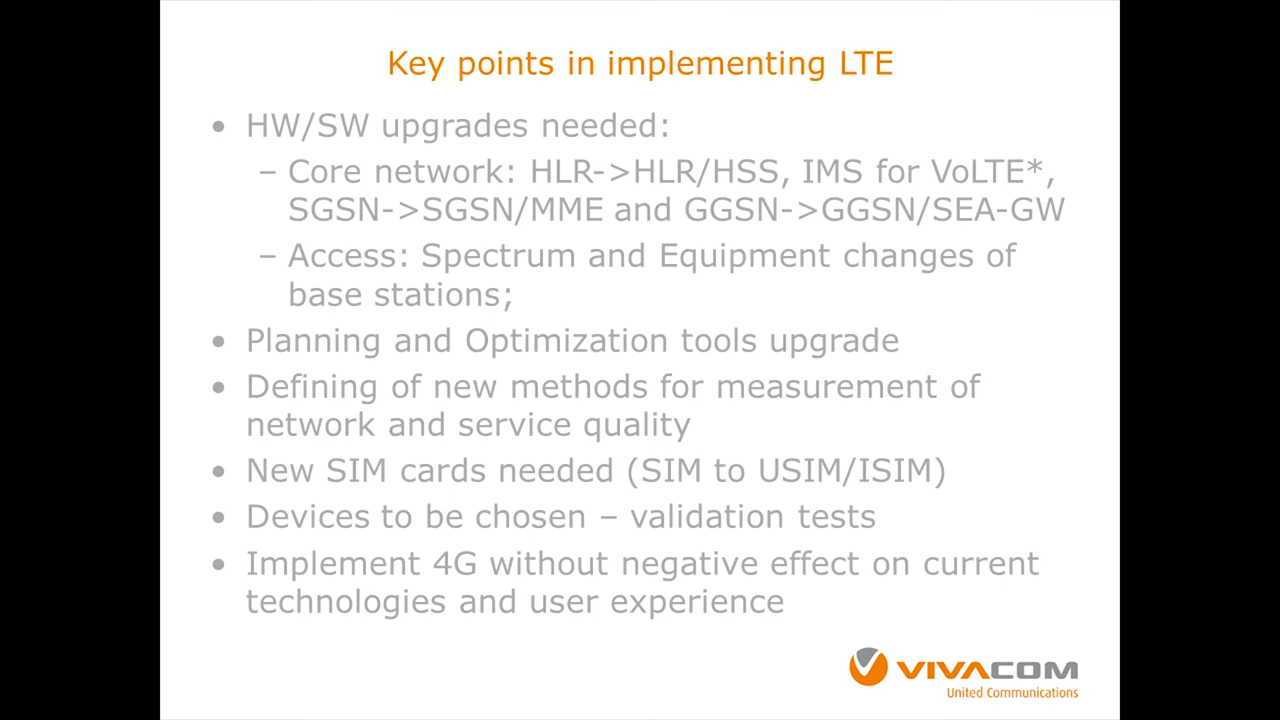 Key points in implementing LTE
• HW/SW upgrades needed:
– Core network: HLR->HLR/HSS, IMS for VoLTE*,
SGSN->SGSN/MME and GGSN->GGSN/SEA-GW
– Access: Spectrum and Equipment changes of
base stations;
• Planning and Optimization tools upgrade
• Defining of new methods for measurement of
network and service quality
• New SIM cards needed (SIM to USIM/ISIM)
• Devices to be chosen – validation tests
• Implement 4G without negative effect on current
technologies and user experience
VIVACOM
United Communications